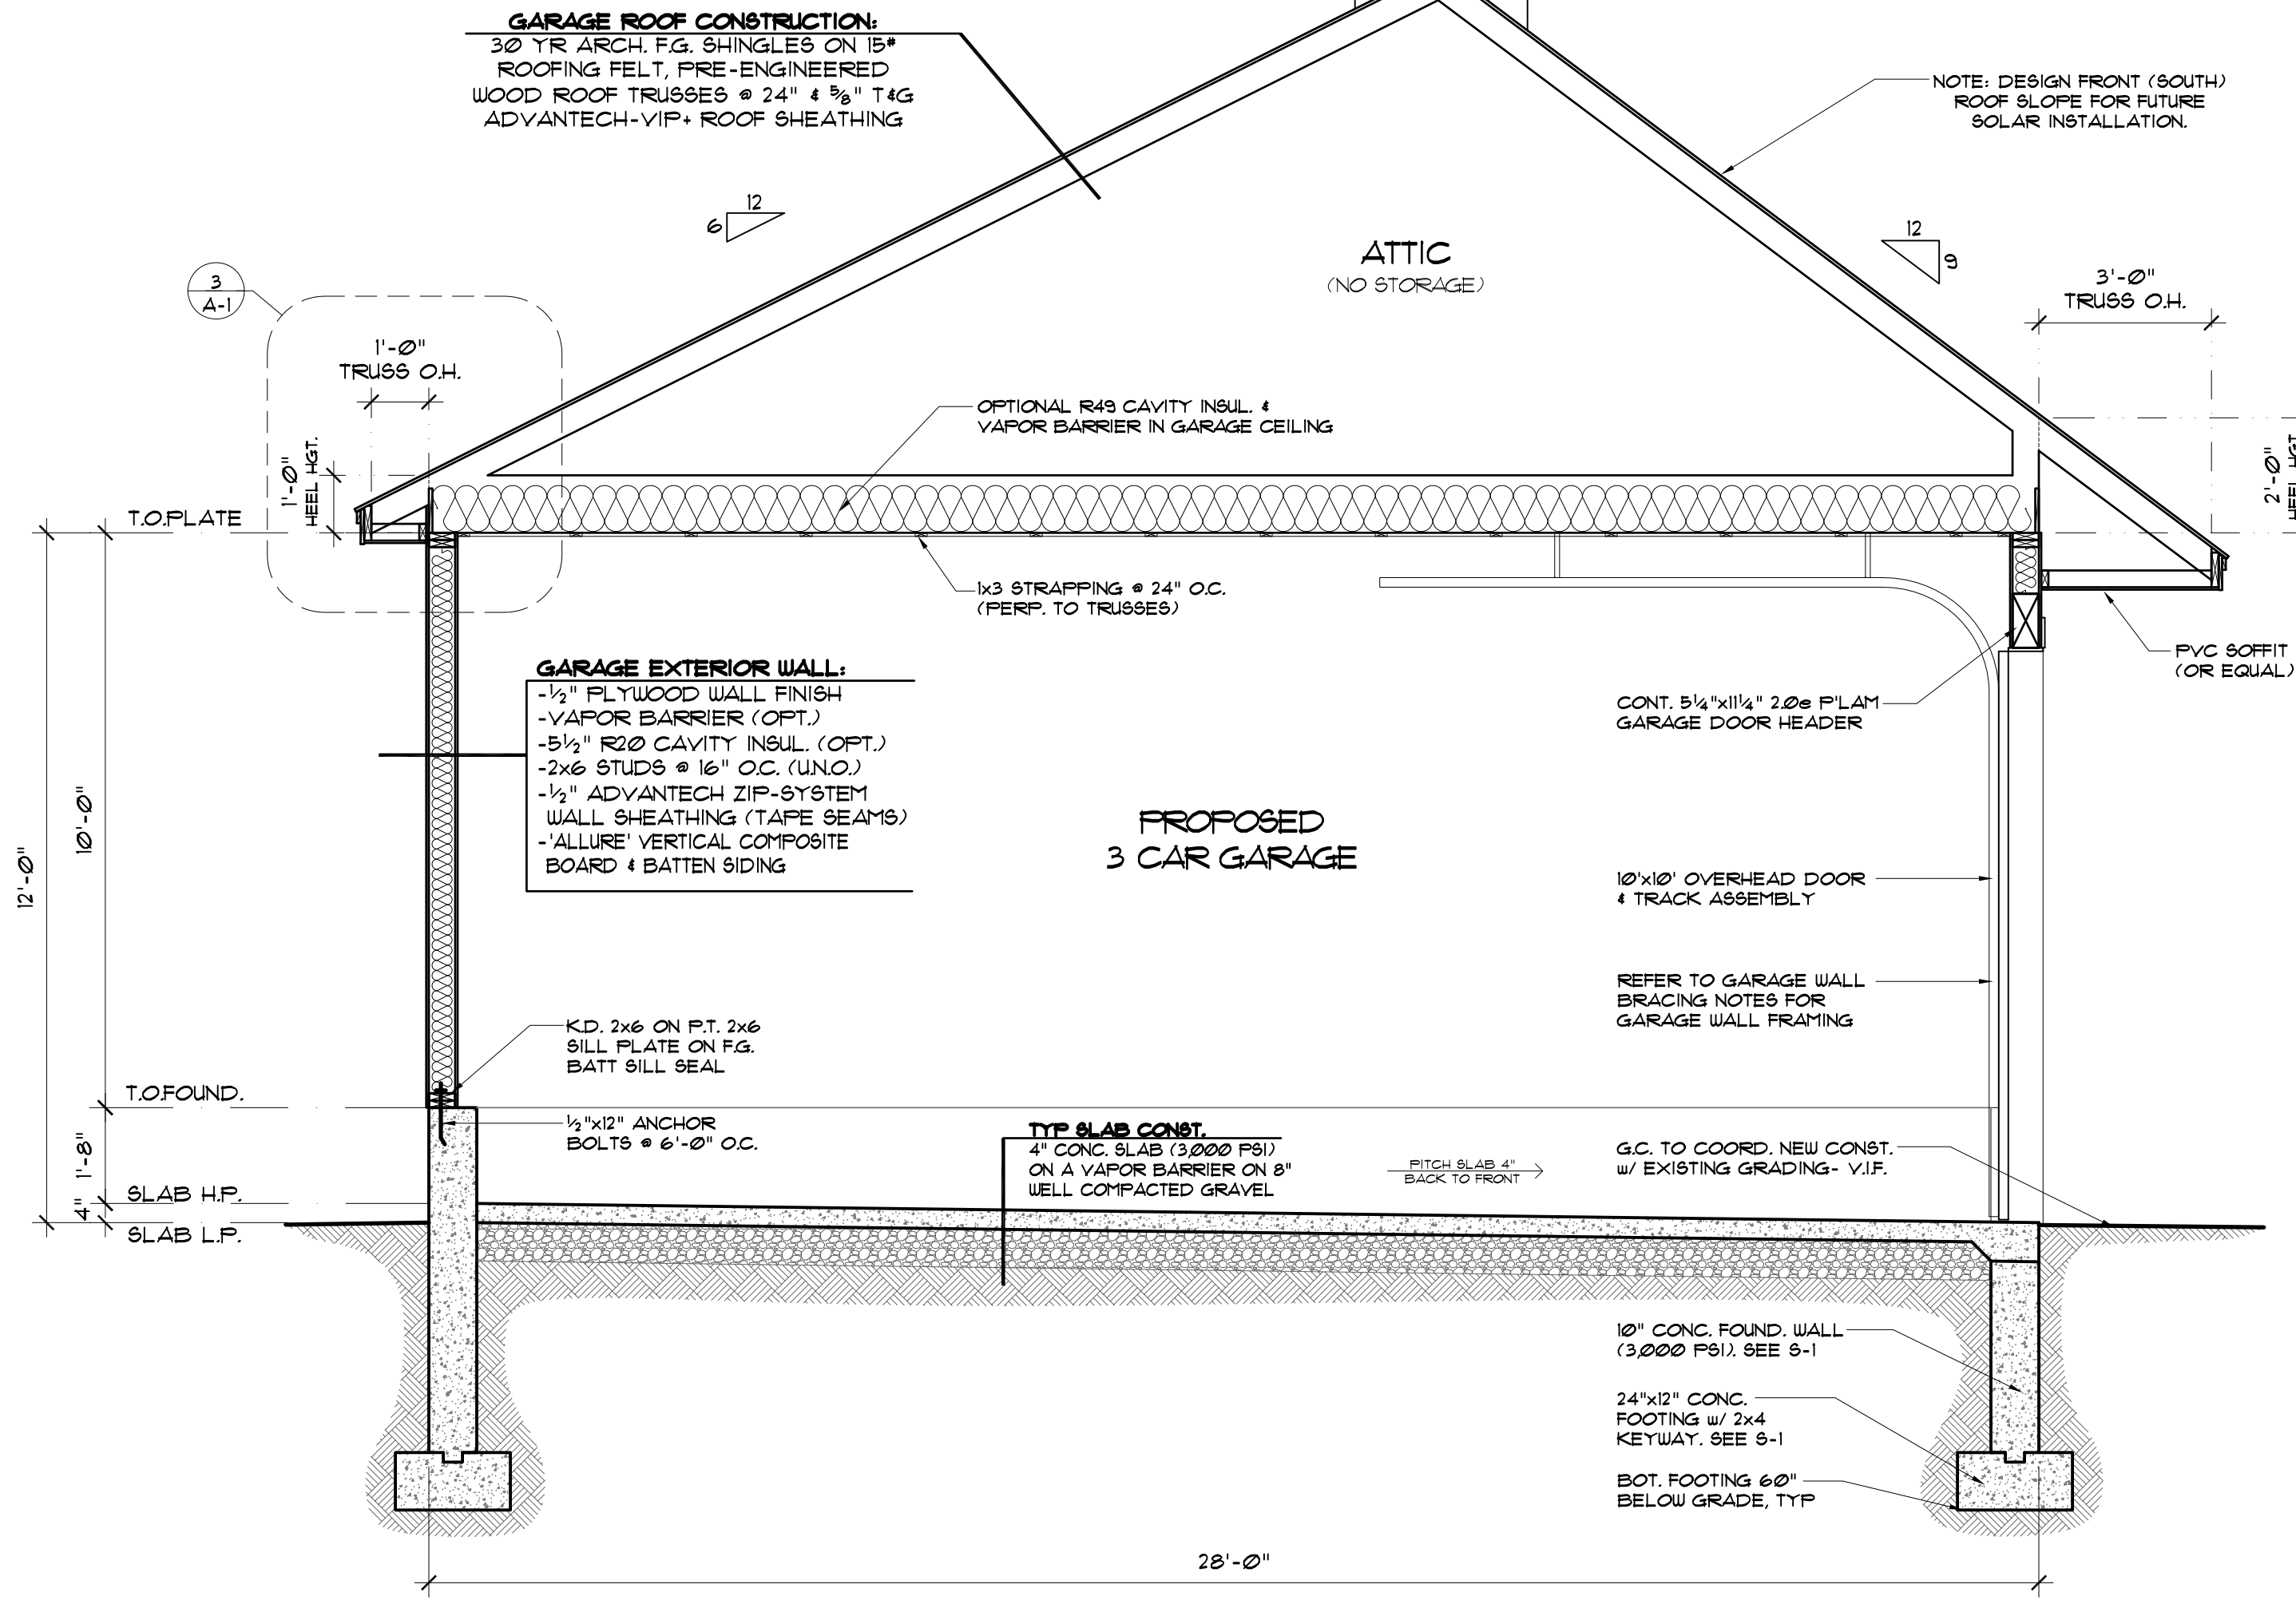 GARAGE ROOF CONSTRUCTION:
30 YR ARCH. F.G. SHINGLES ON 15#
ROOFING FELT, PRE-ENGINEERED
WOOD ROOF TRUSSES @ 24" & 5/8" T&G
ADVANTECH-VIP+ ROOF SHEATHING
NOTE: DESIGN FRONT (SOUTH)
ROOF SLOPE FOR FUTURE
SOLAR INSTALLATION.
12
6
12
9
ATTIC
(NO STORAGE)
3
A-1
3'-0"
TRUSS O.H.
1'-0"
TRUSS O.H.
1'-0"
HEEL HGT.
2'-0"
HEEL HGT
OPTIONAL R49 CAVITY INSUL. &
VAPOR BARRIER IN GARAGE CEILING
T.O.PLATE
1x3 STRAPPING @ 24" O.C.
(PERP. TO TRUSSES)
PVC SOFFIT
(OR EQUAL)
GARAGE EXTERIOR WALL:
-1/2" PLYWOOD WALL FINISH
-VAPOR BARRIER (OPT.)
-5 1/2" R20 CAVITY INSUL. (OPT.)
-2x6 STUDS @ 16" O.C. (U.N.O.)
-1/2" ADVANTECH ZIP-SYSTEM
WALL SHEATHING (TAPE SEAMS)
-'ALLURE' VERTICAL COMPOSITE
BOARD & BATTEN SIDING
CONT. 5 1/4"x11 1/4" 2.0e P'LAM
GARAGE DOOR HEADER
PROPOSED
3 CAR GARAGE
10'x10' OVERHEAD DOOR
& TRACK ASSEMBLY
REFER TO GARAGE WALL
BRACING NOTES FOR
GARAGE WALL FRAMING
12'-0"
10'-0"
K.D. 2x6 ON P.T. 2x6
SILL PLATE ON F.G.
BATT SILL SEAL
T.O.FOUND.
1/2"x12" ANCHOR
BOLTS @ 6'-0" O.C.
1'-8"
4"
SLAB H.P.
SLAB L.P.
TYP SLAB CONST.
4" CONC. SLAB (3,000 PSI)
ON A VAPOR BARRIER ON 8"
WELL COMPACTED GRAVEL
PITCH SLAB 4"
BACK TO FRONT
G.C. TO COORD. NEW CONST.
w/ EXISTING GRADING- V.I.F.
10" CONC. FOUND. WALL
(3,000 PSI). SEE S-1
24"x12" CONC.
FOOTING w/ 2x4
KEYWAY. SEE S-1
BOT. FOOTING 60"
BELOW GRADE, TYP
28'-0"